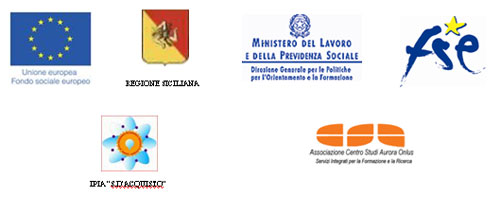 Unione europea
Fondo sociale europeo
REGIONE SICILIANA
MINISTERO DEL LAVORO
E DELLA PREVIDENZA SOCIALE
Direzione Generale per le Politiche
per l'Orientamento e la Formazione
fse
IPIA "S.D'ACQUISTO"
Associazione Centro Studi Aurora Onlus
Servizi Integrati per la Formazione e la Ricerca